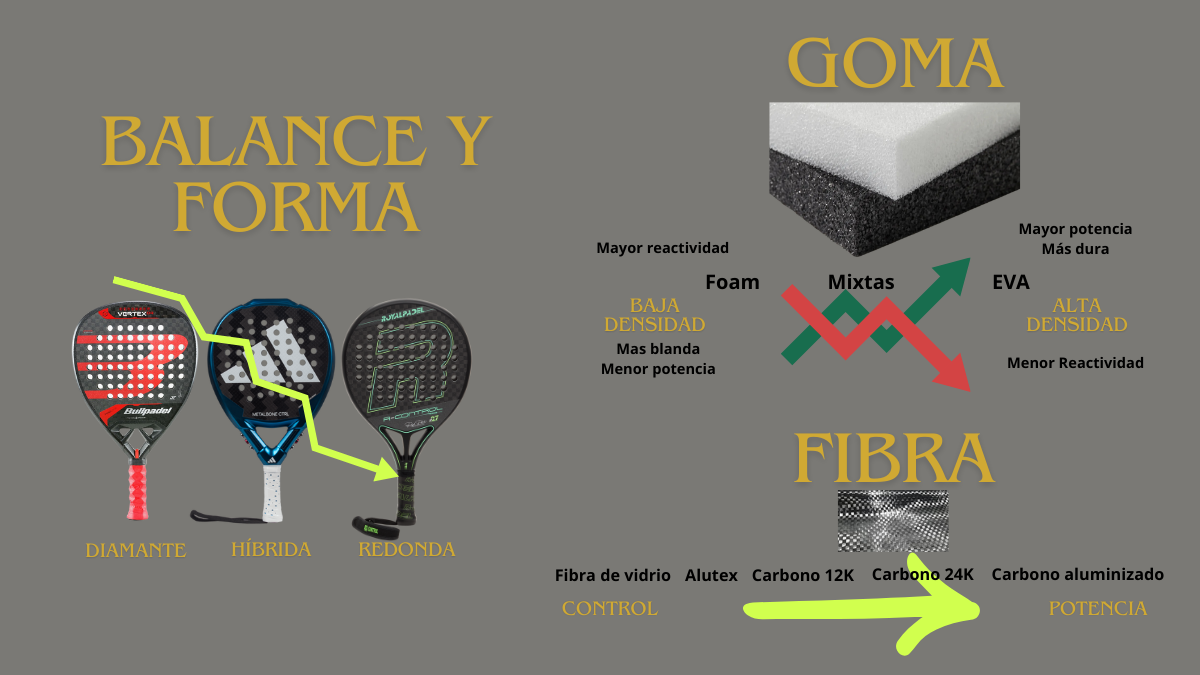 BALANCE Y
FORMA
VORTEX
Bullpadel
METALBONE CTRL
ROYALPADEL
R-CONTROL
DIAMANTE
HÍBRIDA
REDONDA
GOMA
Mayor reactividad
Mayor potencia
Más dura
Foam
Mixtas
EVA
BAJA
DENSIDAD
ALTA
DENSIDAD
Mas blanda
Menor potencia
Menor Reactividad
FIBRA
Fibra de vidrio
Alutex
Carbono 12K
Carbono 24K
Carbono aluminizado
CONTROL
POTENCIA